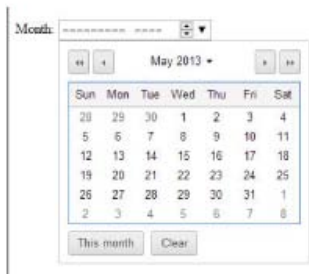 Month: --------- ---- ▼
May 2013
Sun Mon Tue Wed Thu Fri Sat
28 29 30 1 2 3 4
5 6 7 8 9 10 11
12 13 14 15 16 17 18
19 20 21 22 23 24 25
26 27 28 29 30 31 1
2 3 4 5 6 7 8
This month Clear